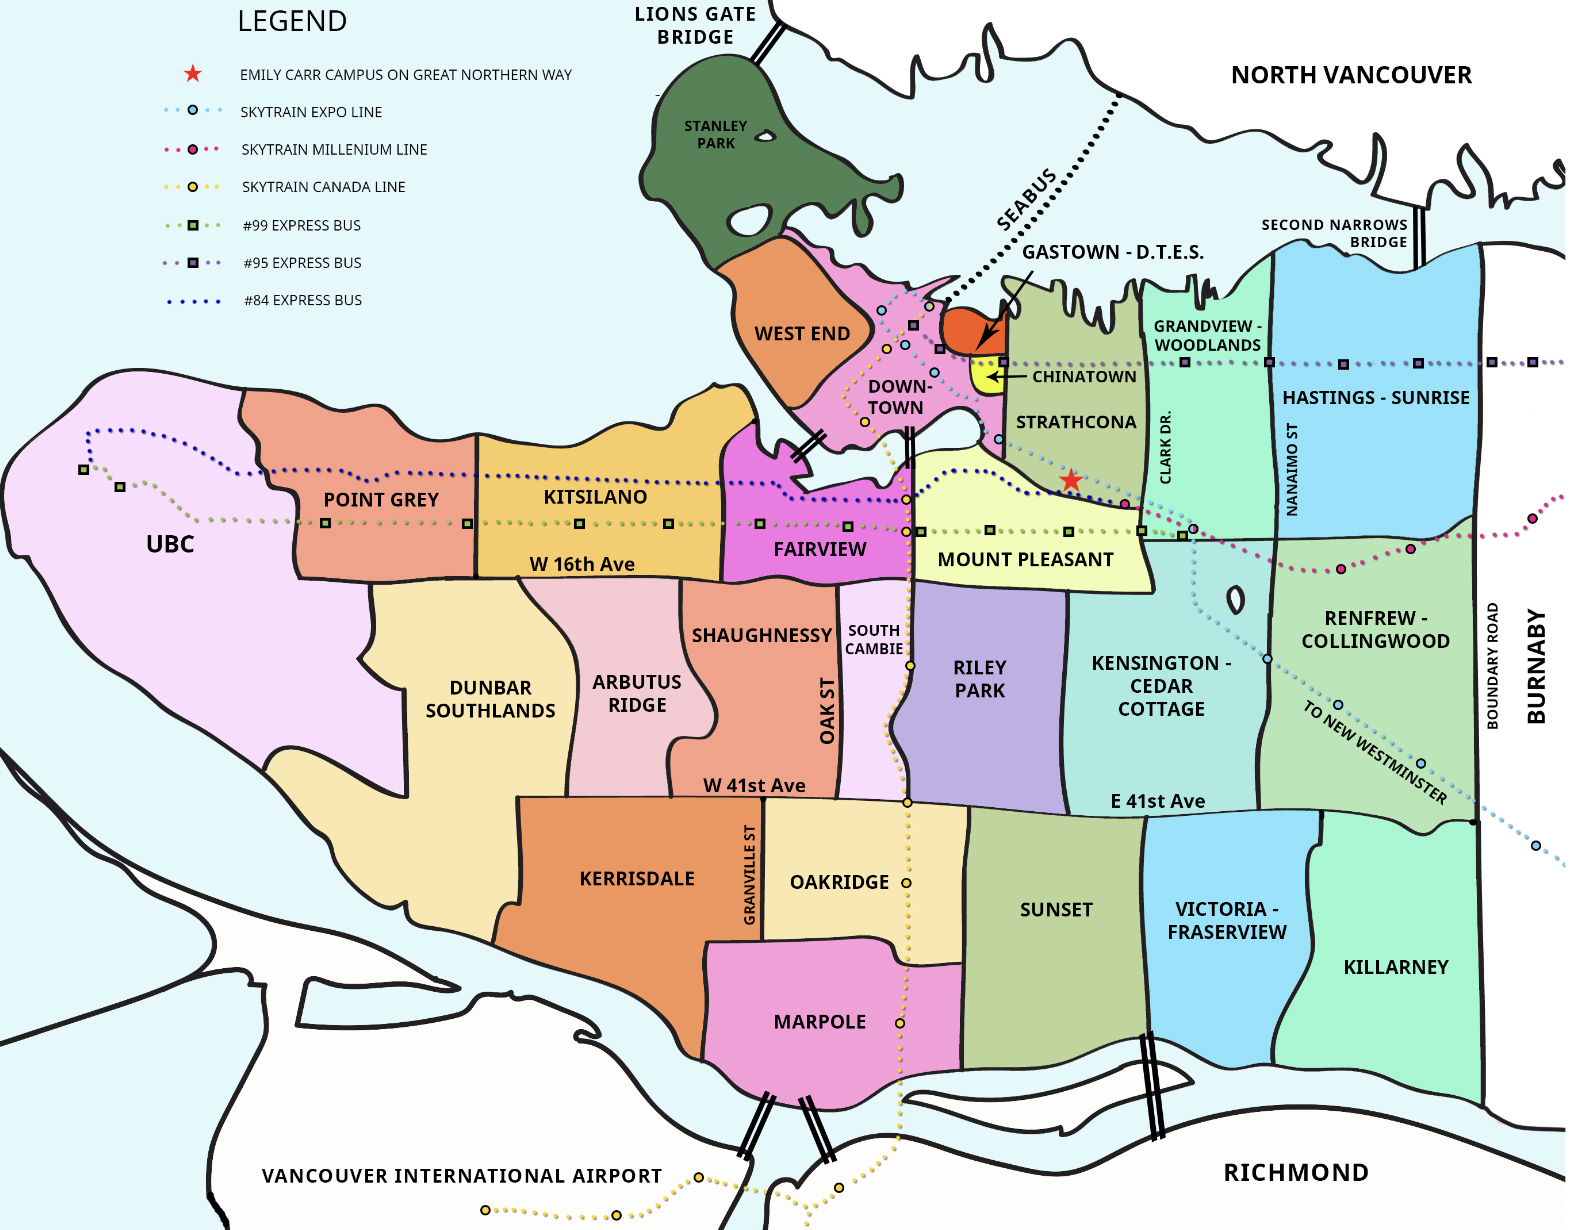 LEGEND
EMILY CARR CAMPUS ON GREAT NORTHERN WAY
SKYTRAIN EXPO LINE
SKYTRAIN MILLENIUM LINE
SKYTRAIN CANADA LINE
#99 EXPRESS BUS
#95 EXPRESS BUS
#84 EXPRESS BUS
LIONS GATE
BRIDGE
NORTH VANCOUVER
STANLEY
PARK
SEABUS
SECOND NARROWS
BRIDGE
GASTOWN - D.T.E.S.
WEST END
GRANDVIEW -
WOODLANDS
CHINATOWN
DOWN-
TOWN
STRATHCONA
HASTINGS - SUNRISE
CLARK DR.
NANAIMO ST
UBC
POINT GREY
KITSILANO
W 16th Ave
FAIRVIEW
MOUNT PLEASANT
DUNBAR
SOUTHLANDS
ARBUTUS
RIDGE
SHAUGHNESSY
OAK ST
W 41st Ave
SOUTH
CAMBIE
RILEY
PARK
KENSINGTON -
CEDAR
COTTAGE
E 41st Ave
RENFREW -
COLLINGWOOD
TO NEW WESTMINSTER
BOUNDARY ROAD
BURNABY
KERRISDALE
GRANVILLE ST
OAKRIDGE
SUNSET
VICTORIA -
FRASERVIEW
KILLARNEY
MARPOLE
VANCOUVER INTERNATIONAL AIRPORT
RICHMOND